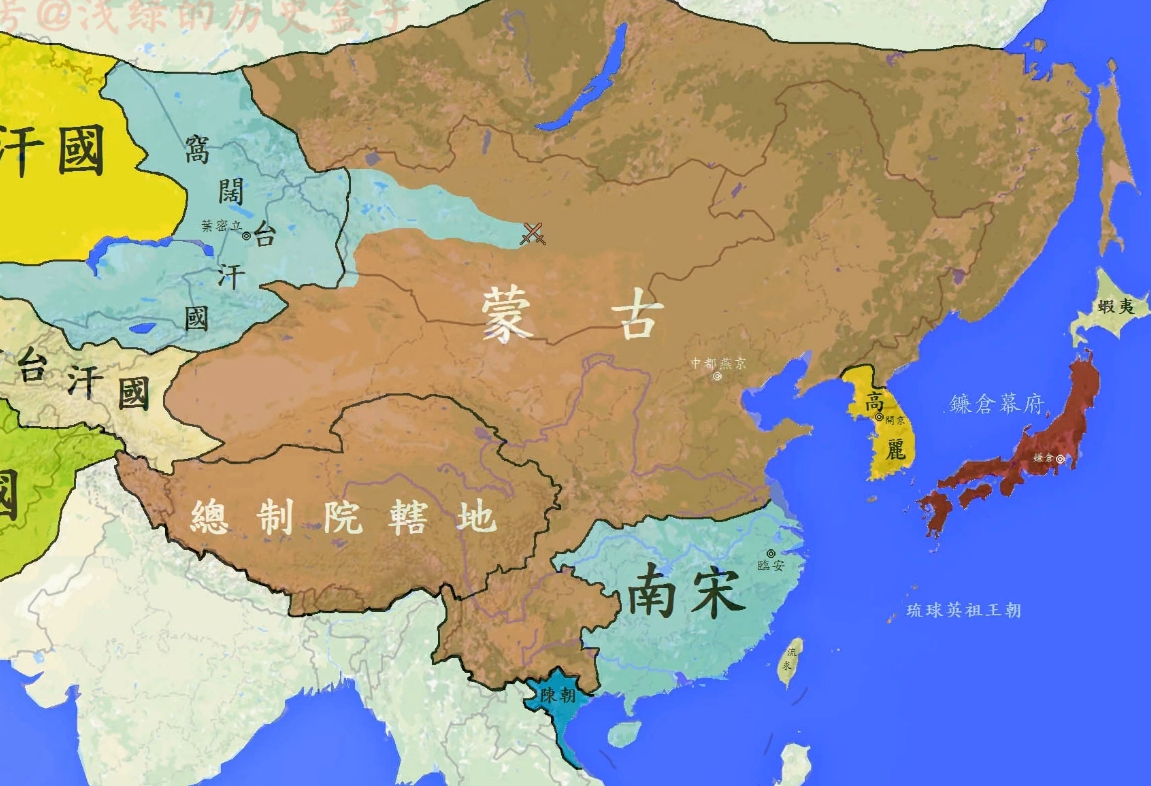 号@浅绿的历史盒子
汗國
窩闊台汗國
葉密立
台汗國
國
蒙古
中都燕京
總制院轄地
南宋
臨安
陳朝
高麗
開京
鐮倉幕府
鎌倉
蝦夷
琉球英祖王朝
流求